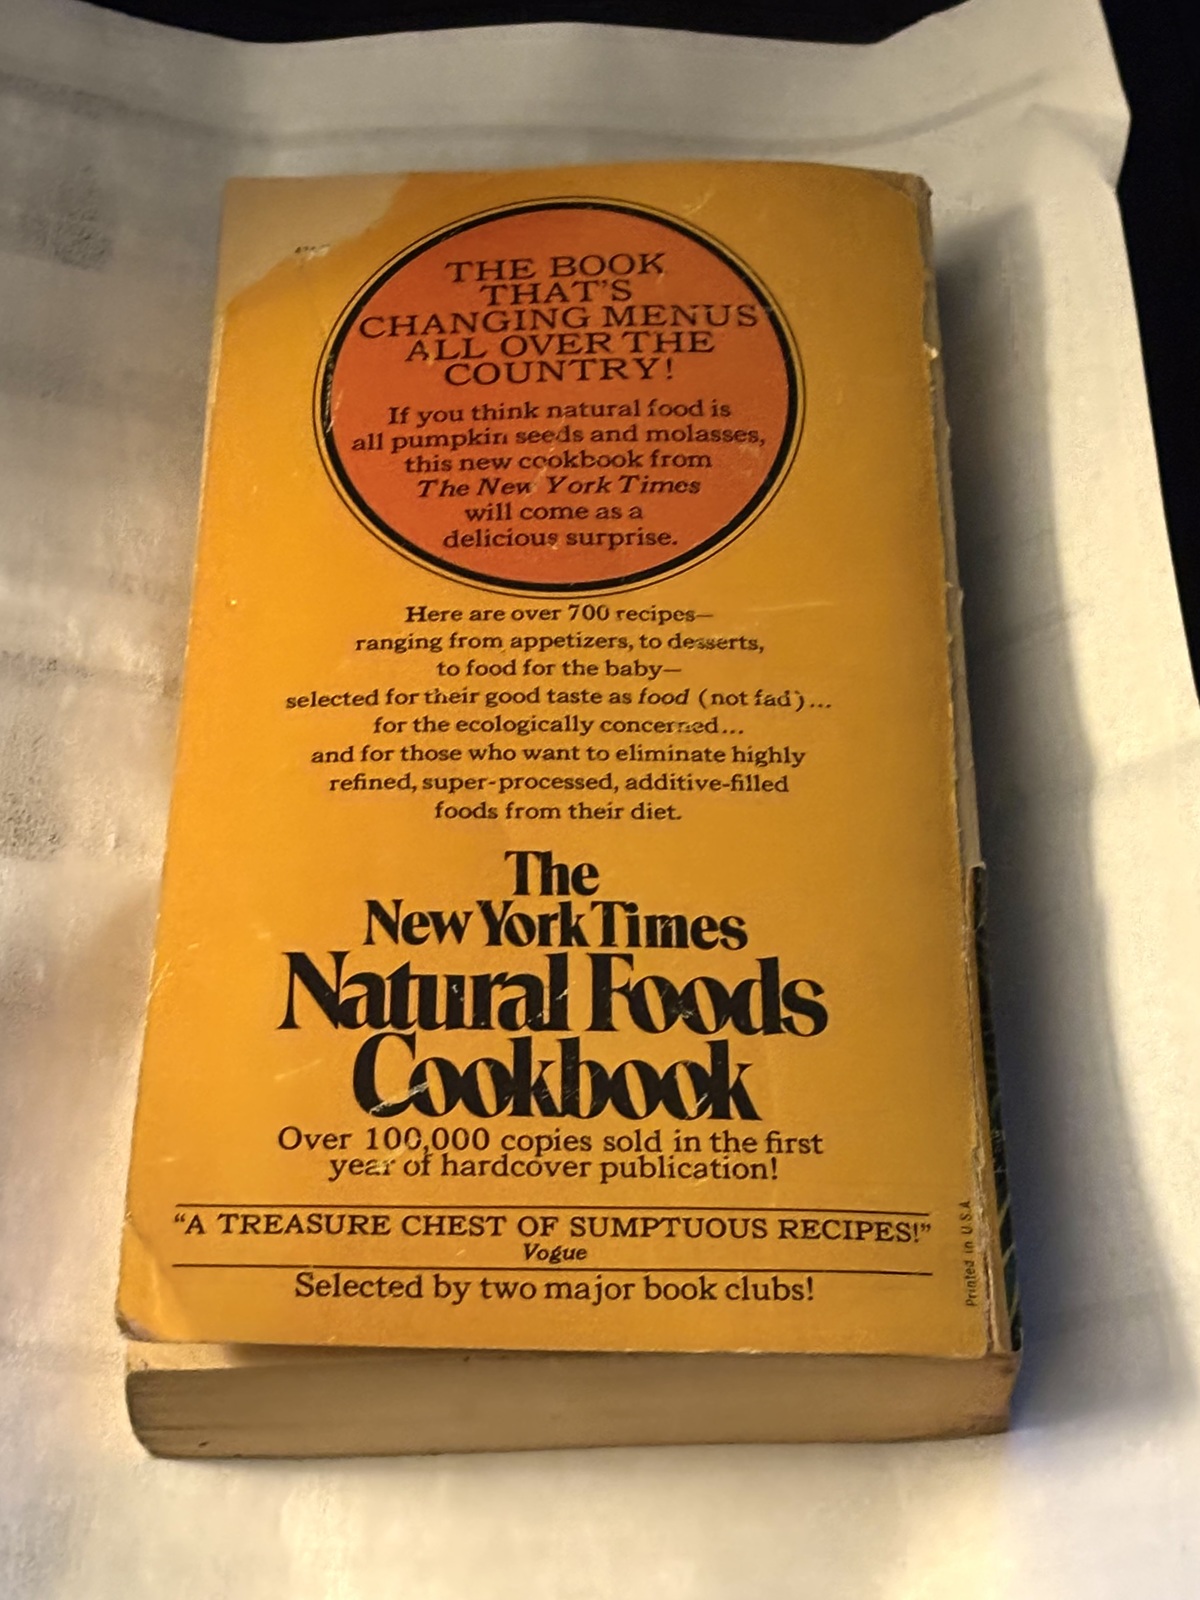 THE BOOK
THAT'S
CHANGING MENUS
ALL OVER THE
COUNTRY!
If you think natural food is
all pumpkin seeds and molasses,
this new cookbook from
The New York Times
will come as a
delicious surprise.
Here are over 700 recipes—
ranging from appetizers, to desserts,
to food for the baby—
selected for their good taste as food (not fad)...
for the ecologically concerned...
and for those who want to eliminate highly
refined, super-processed, additive-filled
foods from their diet.
The
New York Times
Natural Foods
Cookbook
Over 100,000 copies sold in the first
year of hardcover publication!
“A TREASURE CHEST OF SUMPTUOUS RECIPES!”
Vogue
Selected by two major book clubs!
Printed in U.S.A.